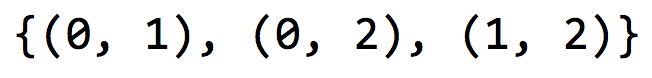 {(0, 1), (0, 2), (1, 2)}